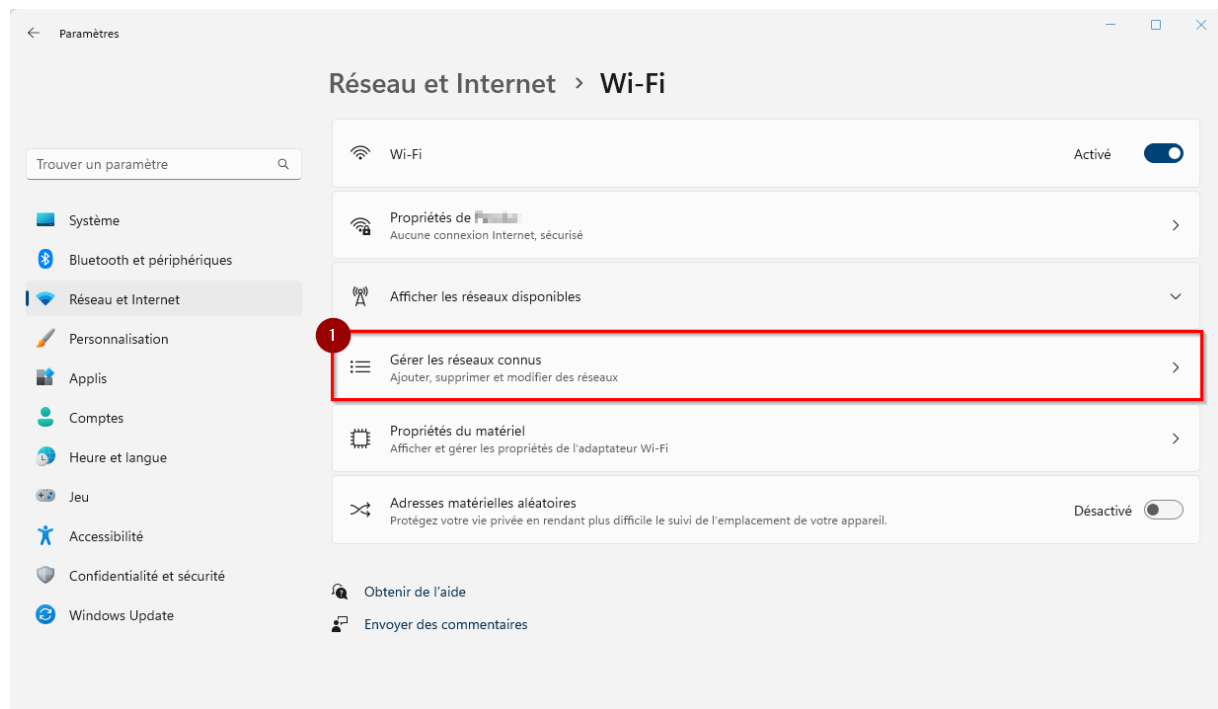 Paramètres
Réseau et Internet > Wi-Fi
Trouver un paramètre
Système
Bluetooth et périphériques
Réseau et Internet
Personnalisation
Applis
Comptes
Heure et langue
Jeu
Accessibilité
Confidentialité et sécurité
Windows Update
Wi-Fi
Activé
Propriétés de
Aucune connexion Internet, sécurisé
Afficher les réseaux disponibles
1
Gérer les réseaux connus
Ajouter, supprimer et modifier des réseaux
Propriétés du matériel
Afficher et gérer les propriétés de l'adaptateur Wi-Fi
Adresses matérielles aléatoires
Protégez votre vie privée en rendant plus difficile le suivi de l'emplacement de votre appareil.
Désactivé
Obtenir de l'aide
Envoyer des commentaires